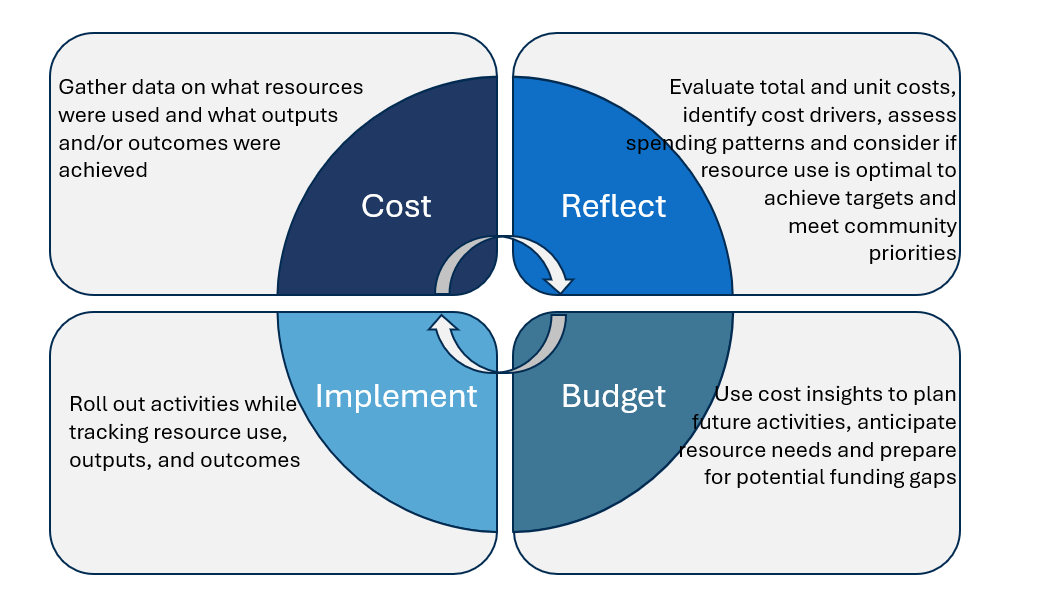 Gather data on what resources
were used and what outputs
and/or outcomes were
achieved
Cost
Evaluate total and unit costs,
identify cost drivers, assess
spending patterns and consider if
resource use is optimal to
achieve targets and
meet community
priorities
Reflect
Roll out activities while
tracking resource use,
outputs, and outcomes
Implement
Budget
Use cost insights to plan
future activities, anticipate
resource needs and prepare
for potential funding gaps